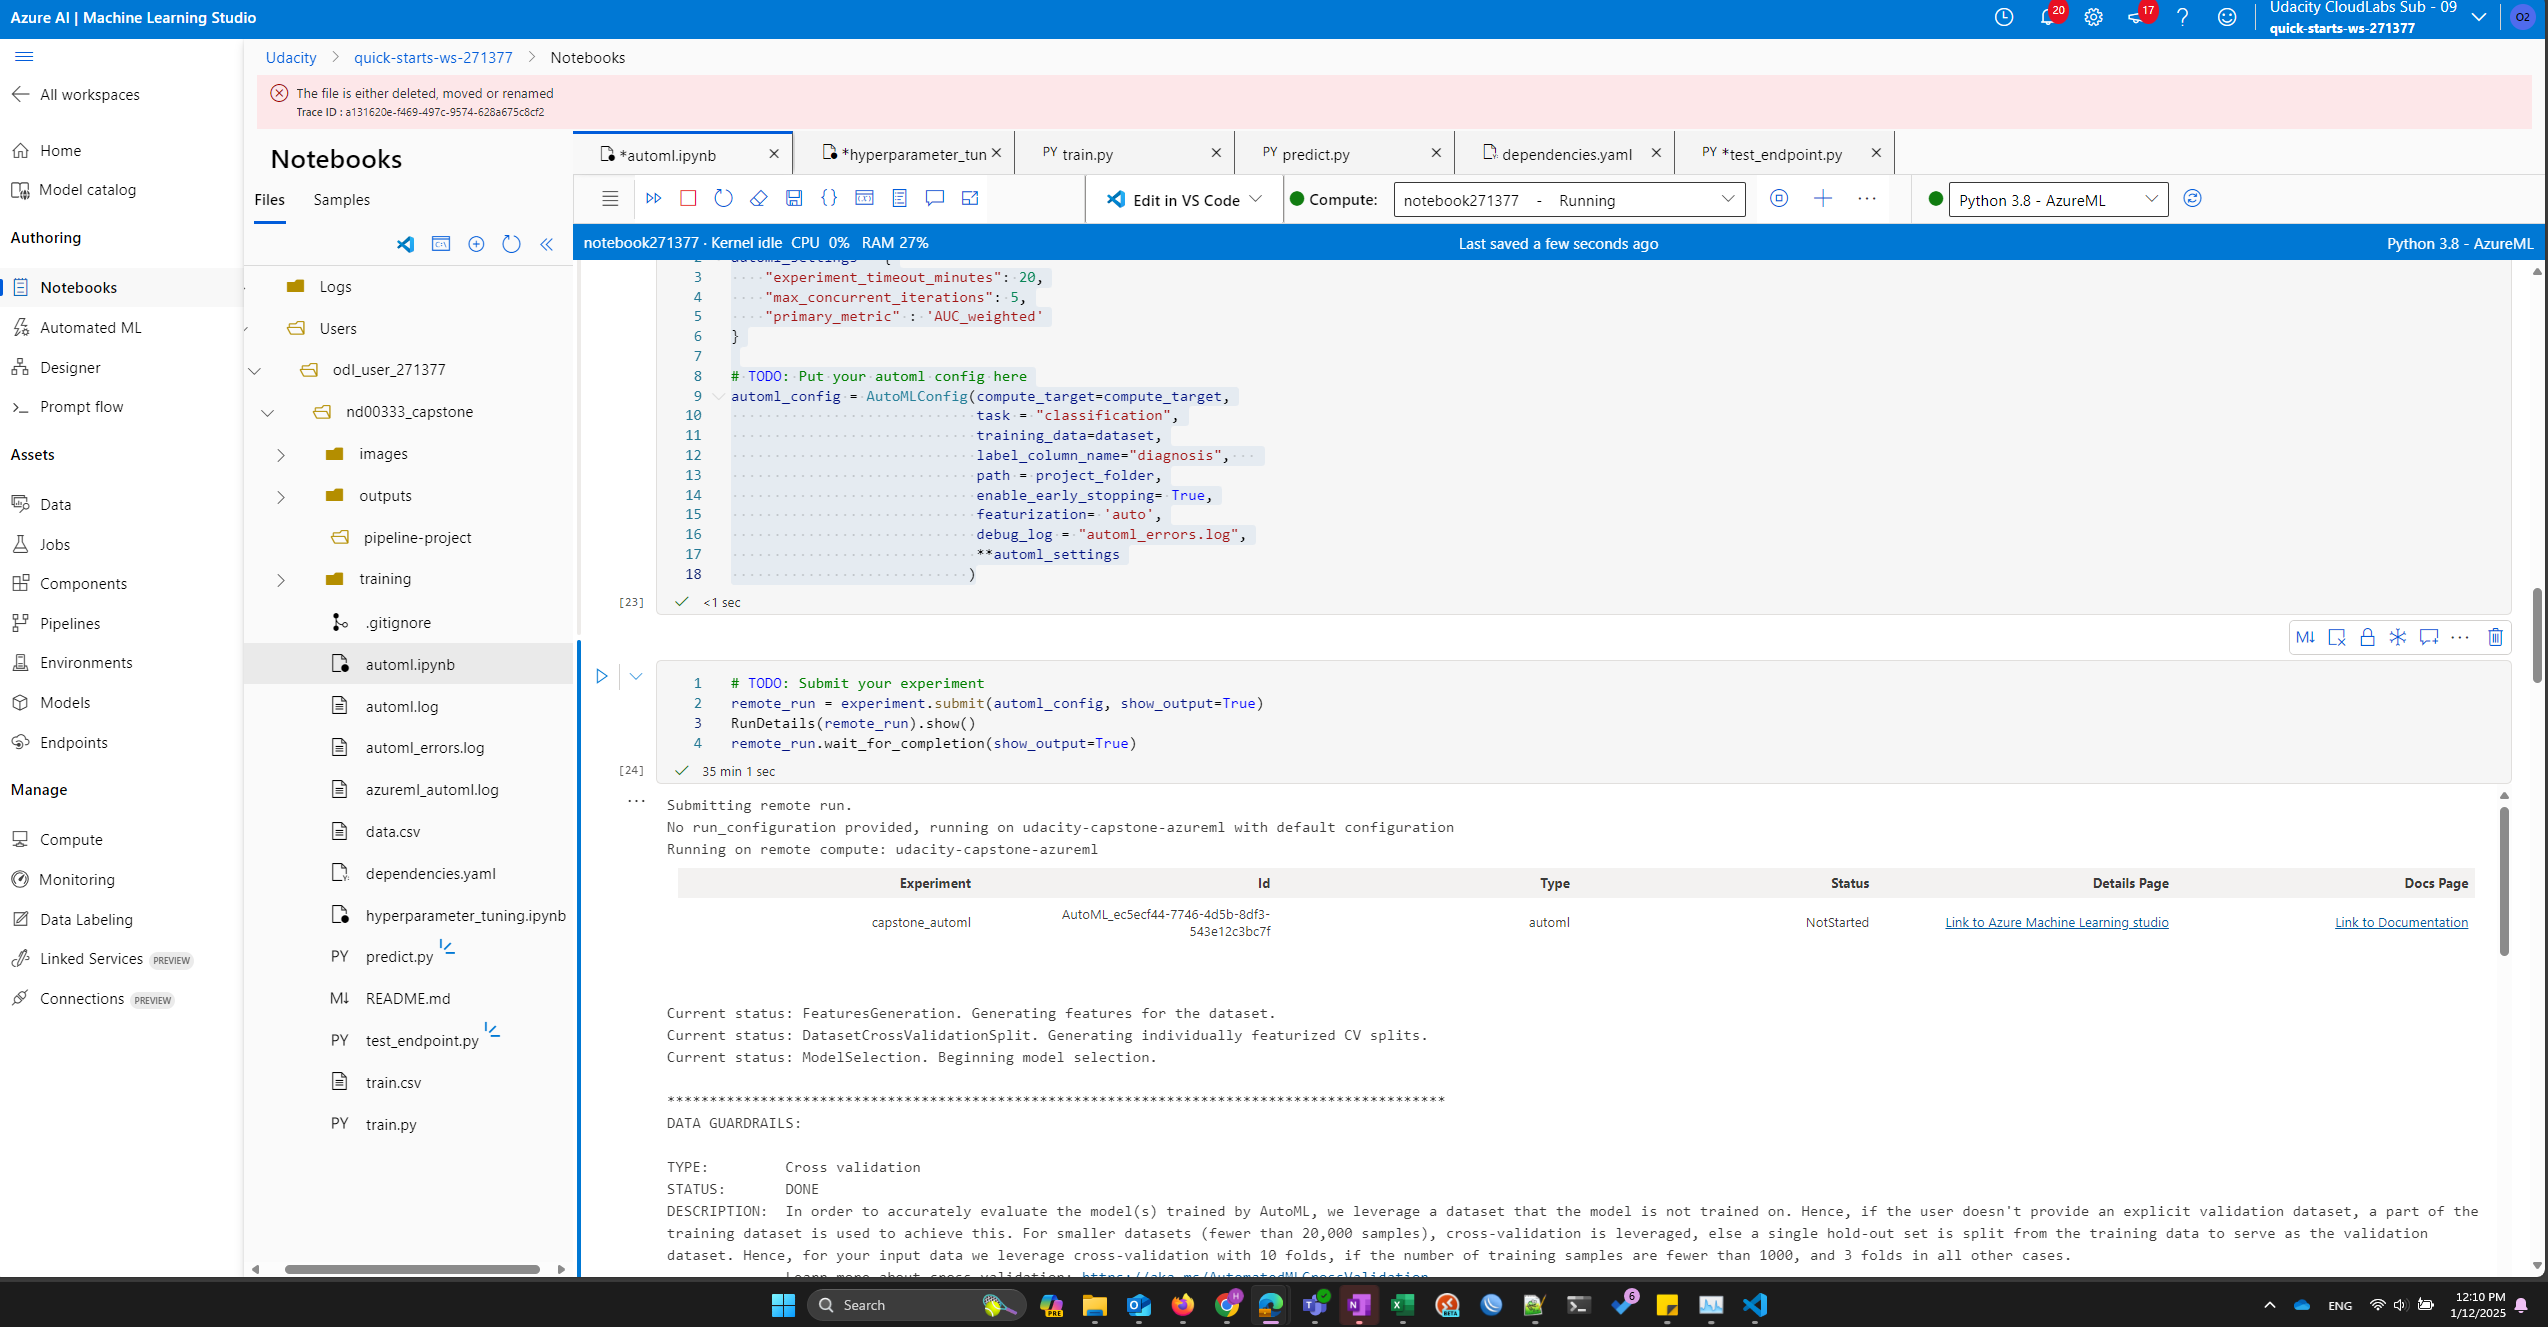 Azure AI | Machine Learning Studio
20
17
Udacity CloudLabs Sub - 09
quick-starts-ws-271377
O2
All workspaces
Home
Model catalog
Authoring
Notebooks
Automated ML
Designer
Prompt flow
Assets
Data
Jobs
Components
Pipelines
Environments
Models
Endpoints
Manage
Compute
Monitoring
Data Labeling
Linked Services PREVIEW
Connections PREVIEW
Udacity > quick-starts-ws-271377 > Notebooks
The file is either deleted, moved or renamed
Trace ID : a131620e-f469-497c-9574-628a675c8cf2
Notebooks
Files
Samples
Logs
Users
odl_user_271377
nd00333_capstone
images
outputs
pipeline-project
training
.gitignore
automl.ipynb
automl.log
automl_errors.log
azureml_automl.log
data.csv
dependencies.yaml
hyperparameter_tuning.ipynb
PY predict.py
M↓ README.md
PY test_endpoint.py
train.csv
PY train.py
*automl.ipynb
*hyperparameter_tun
PY train.py
PY predict.py
dependencies.yaml
PY *test_endpoint.py
Edit in VS Code
Compute:
notebook271377 - Running
Python 3.8 - AzureML
notebook271377 · Kernel idle CPU 0% RAM 27%
Last saved a few seconds ago
Python 3.8 - AzureML
2 automl_settings = {
3 "experiment_timeout_minutes": 20,
4 "max_concurrent_iterations": 5,
5 "primary_metric" : 'AUC_weighted'
6 }
7
8 # TODO: Put your automl config here
9 automl_config = AutoMLConfig(compute_target=compute_target,
10 task = "classification",
11 training_data=dataset,
12 label_column_name="diagnosis",
13 path = project_folder,
14 enable_early_stopping= True,
15 featurization= 'auto',
16 debug_log = "automl_errors.log",
17 **automl_settings
18 )
[23] <1 sec
M↓
1 # TODO: Submit your experiment
2 remote_run = experiment.submit(automl_config, show_output=True)
3 RunDetails(remote_run).show()
4 remote_run.wait_for_completion(show_output=True)
[24] 35 min 1 sec
Submitting remote run.
No run_configuration provided, running on udacity-capstone-azureml with default configuration
Running on remote compute: udacity-capstone-azureml
Experiment Id Type Status Details Page Docs Page
capstone_automl AutoML_ec5ecf44-7746-4d5b-8df3-543e12c3bc7f automl NotStarted Link to Azure Machine Learning studio Link to Documentation
Current status: FeaturesGeneration. Generating features for the dataset.
Current status: DatasetCrossValidationSplit. Generating individually featurized CV splits.
Current status: ModelSelection. Beginning model selection.
********************************************************************************************
DATA GUARDRAILS:
TYPE: Cross validation
STATUS: DONE
DESCRIPTION: In order to accurately evaluate the model(s) trained by AutoML, we leverage a dataset that the model is not trained on. Hence, if the user doesn't provide an explicit validation dataset, a part of the
training dataset is used to achieve this. For smaller datasets (fewer than 20,000 samples), cross-validation is leveraged, else a single hold-out set is split from the training data to serve as the validation
dataset. Hence, for your input data we leverage cross-validation with 10 folds, if the number of training samples are fewer than 1000, and 3 folds in all other cases.
Learn more about cross validation: https://aka.ms/AutomatedMLCrossValidation
Search
PRE
BETA
6
ENG
12:10 PM
1/12/2025